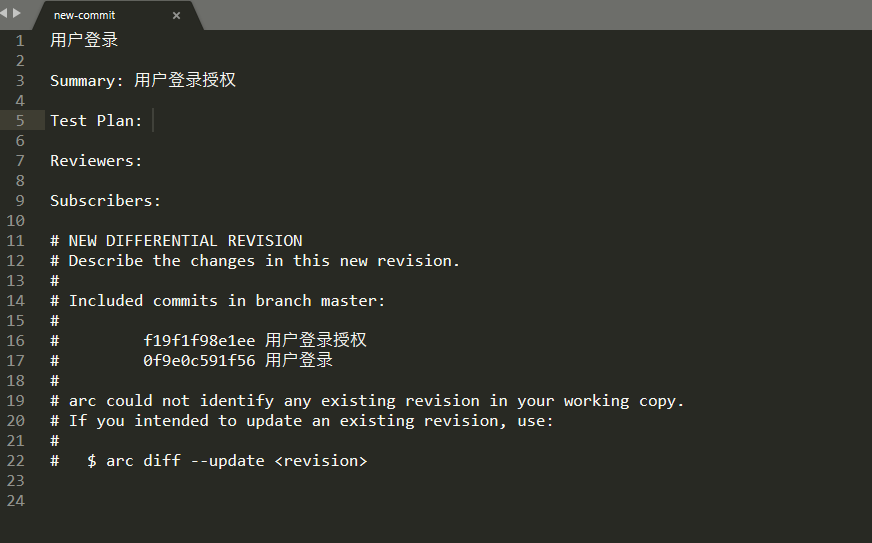 new-commit ×
1 用户登录
2
3 Summary: 用户登录授权
4
5 Test Plan:
6
7 Reviewers:
8
9 Subscribers:
10
11 # NEW DIFFERENTIAL REVISION
12 # Describe the changes in this new revision.
13 #
14 # Included commits in branch master:
15 #
16 #         f19f1f98e1ee 用户登录授权
17 #         0f9e0c591f56 用户登录
18 #
19 # arc could not identify any existing revision in your working copy.
20 # If you intended to update an existing revision, use:
21 #
22 #   $ arc diff --update <revision>
23
24